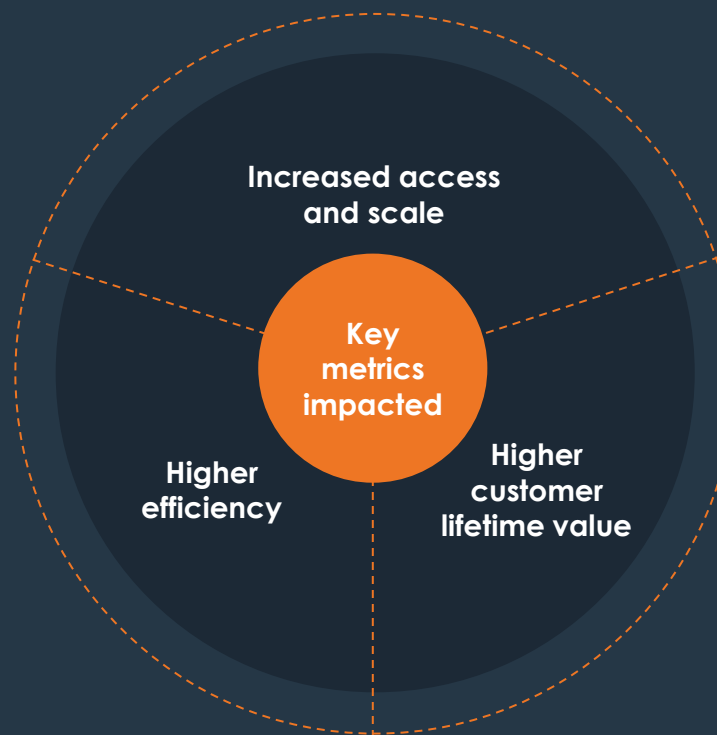 Increased access
and scale
Key
metrics
impacted
Higher
efficiency
Higher
customer
lifetime value